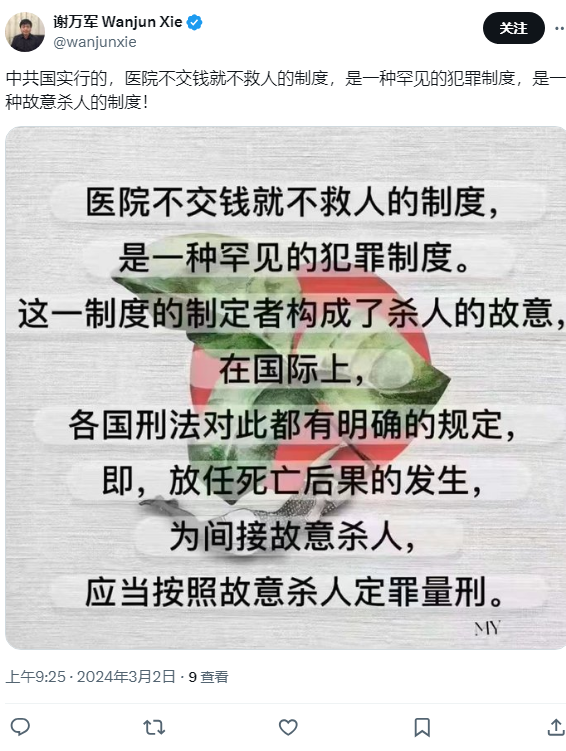 谢万军 Wanjun Xie
@wanjunxie
关注
中共国实行的，医院不交钱就不救人的制度，是一种罕见的犯罪制度，是一
种故意杀人的制度！
医院不交钱就不救人的制度，
是一种罕见的犯罪制度。
这一制度的制定者构成了杀人的故意，
在国际上，
各国刑法对此都有明确的规定，
即，放任死亡后果的发生，
为间接故意杀人，
应当按照故意杀人定罪量刑。
MY
上午9:25 · 2024年3月2日 · 9 查看